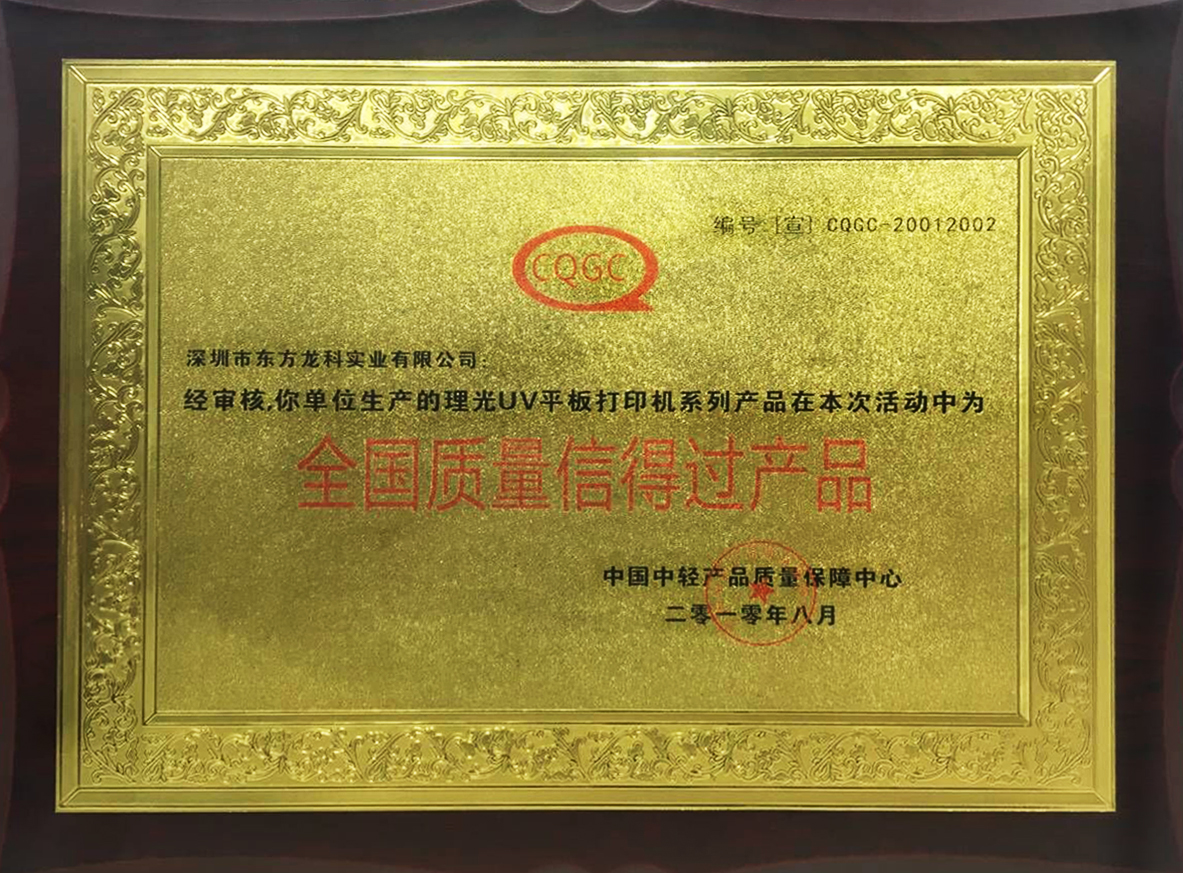 编号:[宣] CQGC-20012002
CQGC
深圳市东方龙科实业有限公司:
经审核,你单位生产的理光UV平板打印机系列产品在本次活动中为
全国质量信得过产品
中国中轻产品质量保障中心
二零一零年八月